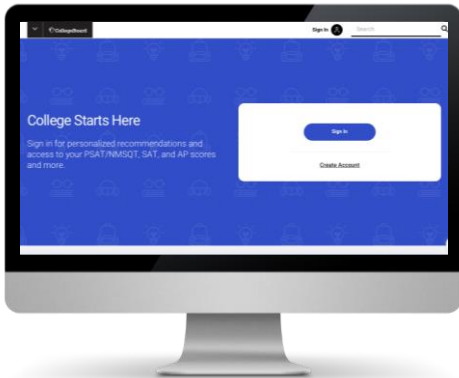 CollegeBoard
Sign In
Search
College Starts Here
Sign in for personalized recommendations and
access to your PSAT/NMSQT, SAT, and AP scores
and more.
Sign In
Create Account